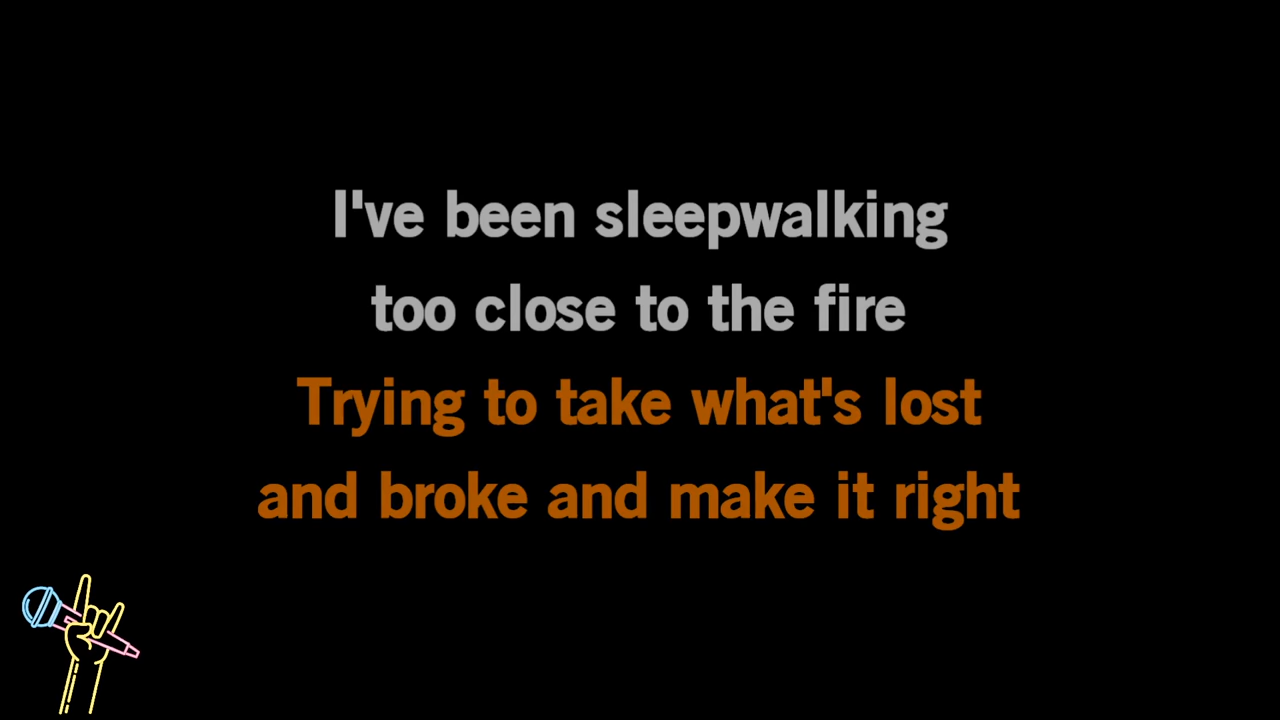 I've been sleepwalking
too close to the fire
Trying to take what's lost
and broke and make it right